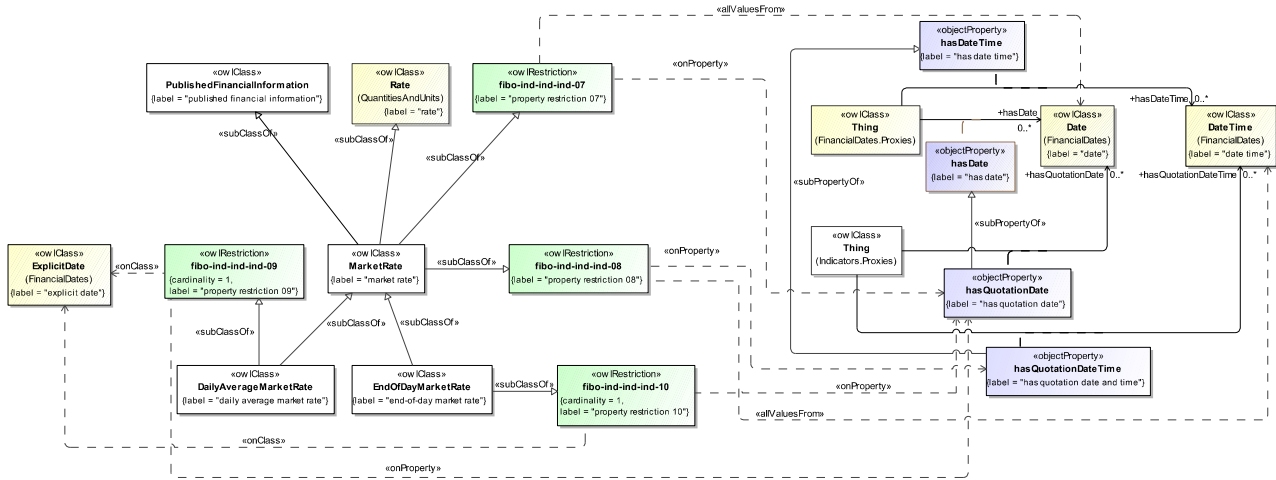 «allValuesFrom»
«objectProperty»
hasDateTime
{label = "has date time"}
«onProperty»
«owlClass»
PublishedFinancialInformation
{label = "published financial information"}
«owlClass»
Rate
(QuantitiesAndUnits)
{label = "rate"}
«owlRestriction»
fibo-ind-ind-ind-07
{label = "property restriction 07"}
+hasDateTime 0..*
«owlClass»
Thing
(FinancialDates.Proxies)
+hasDate
0..*
«owlClass»
Date
(FinancialDates)
{label = "date"}
«owlClass»
DateTime
(FinancialDates)
{label = "date time"}
«subClassOf»
«subClassOf»
«subClassOf»
«objectProperty»
hasDate
{label = "has date"}
«subPropertyOf»
+hasQuotationDate 0..*
+hasQuotationDateTime 0..*
«subPropertyOf»
«owlClass»
Thing
(Indicators.Proxies)
«owlClass»
ExplicitDate
(FinancialDates)
{label = "explicit date"}
«onClass»
«owlRestriction»
fibo-ind-ind-ind-09
{cardinality = 1,
label = "property restriction 09"}
«owlClass»
MarketRate
{label = "market rate"}
«subClassOf»
«owlRestriction»
fibo-ind-ind-ind-08
{label = "property restriction 08"}
«onProperty»
«objectProperty»
hasQuotationDate
{label = "has quotation date"}
«subClassOf»
«subClassOf»
«subClassOf»
«objectProperty»
hasQuotationDateTime
{label = "has quotation date and time"}
«owlClass»
DailyAverageMarketRate
{label = "daily average market rate"}
«owlClass»
EndOfDayMarketRate
{label = "end-of-day market rate"}
«subClassOf»
«owlRestriction»
fibo-ind-ind-ind-10
{cardinality = 1,
label = "property restriction 10"}
«onProperty»
«allValuesFrom»
«onClass»
«onProperty»